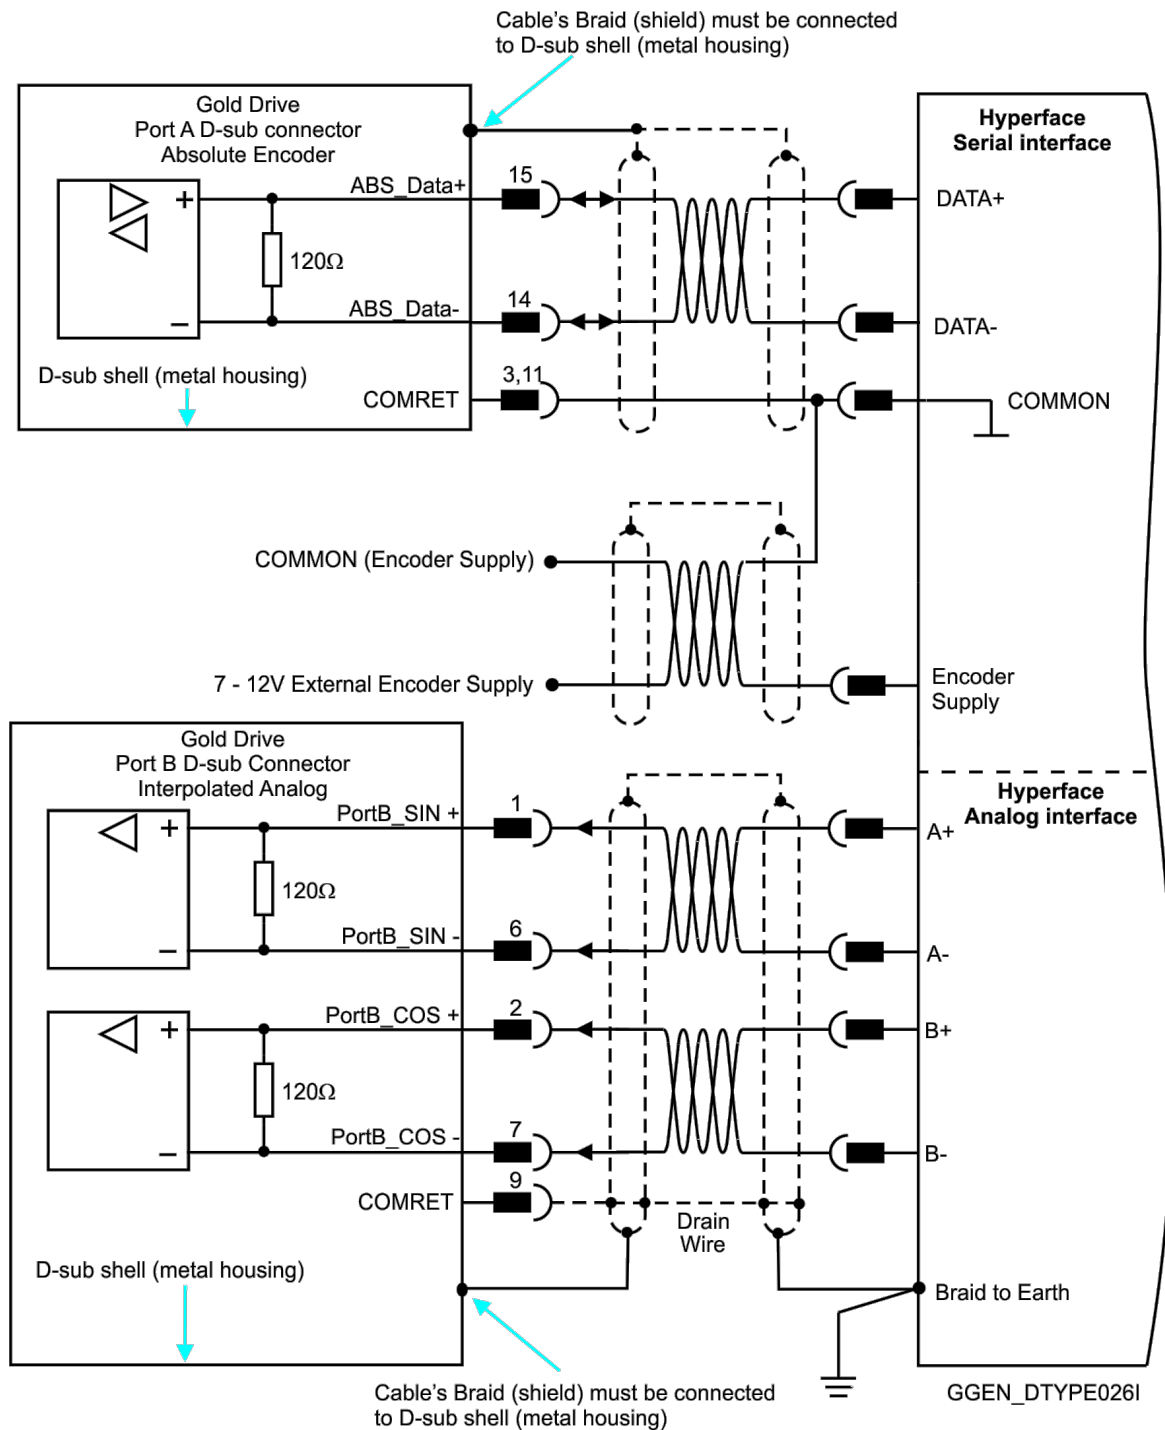 Cable's Braid (shield) must be connected
to D-sub shell (metal housing)
Gold Drive
Port A D-sub connector
Absolute Encoder
Hyperface
Serial interface
+
ABS_Data+
15
DATA+
120Ω
−
ABS_Data-
14
DATA-
D-sub shell (metal housing)
COMRET
3,11
COMMON
COMMON (Encoder Supply)
7 - 12V External Encoder Supply
Encoder
Supply
Gold Drive
Port B D-sub Connector
Interpolated Analog
Hyperface
Analog interface
+
PortB_SIN +
1
A+
120Ω
−
PortB_SIN -
6
A-
+
PortB_COS +
2
B+
120Ω
−
PortB_COS -
7
B-
COMRET
9
Drain
Wire
D-sub shell (metal housing)
Braid to Earth
Cable's Braid (shield) must be connected
to D-sub shell (metal housing)
GGEN_DTYPE026I